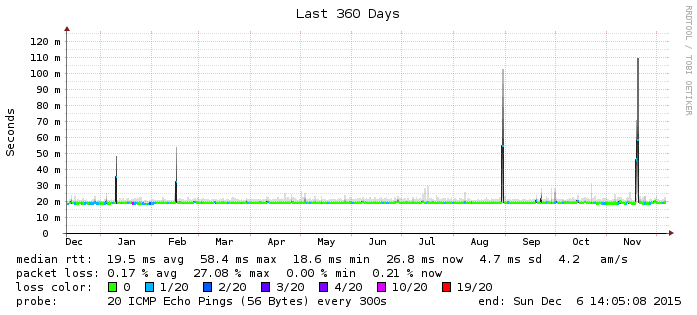 Last 360 Days
RRDTOOL / TOBI OETIKER
Seconds
120 m
110 m
100 m
90 m
80 m
70 m
60 m
50 m
40 m
30 m
20 m
10 m
0
Dec Jan Feb Mar Apr May Jun Jul Aug Sep Oct Nov
median rtt: 19.5 ms avg 58.4 ms max 18.6 ms min 26.8 ms now 4.7 ms sd 4.2 am/s
packet loss: 0.17 % avg 27.08 % max 0.00 % min 0.21 % now
loss color: 0 1/20 2/20 3/20 4/20 10/20 19/20
probe: 20 ICMP Echo Pings (56 Bytes) every 300s end: Sun Dec 6 14:05:08 2015